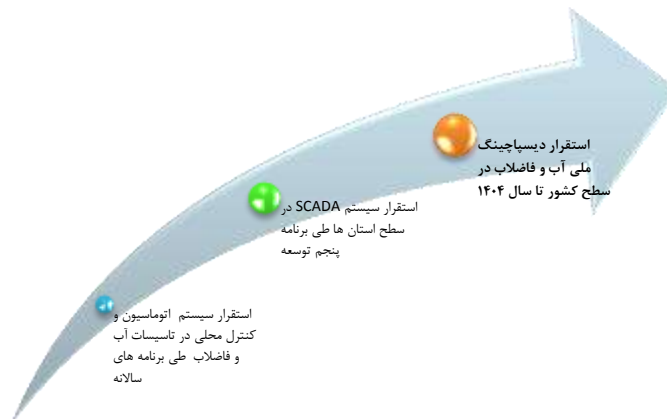 استقرار دیسپاچینگ
ملی آب و فاضلاب در
سطح کشور تا سال ۱۴۰۴
استقرار سیستم SCADA در
سطح استان ها طی برنامه
پنجم توسعه
استقرار سیستم اتوماسیون و
کنترل محلی در تاسیسات آب
و فاضلاب طی برنامه های
سالانه